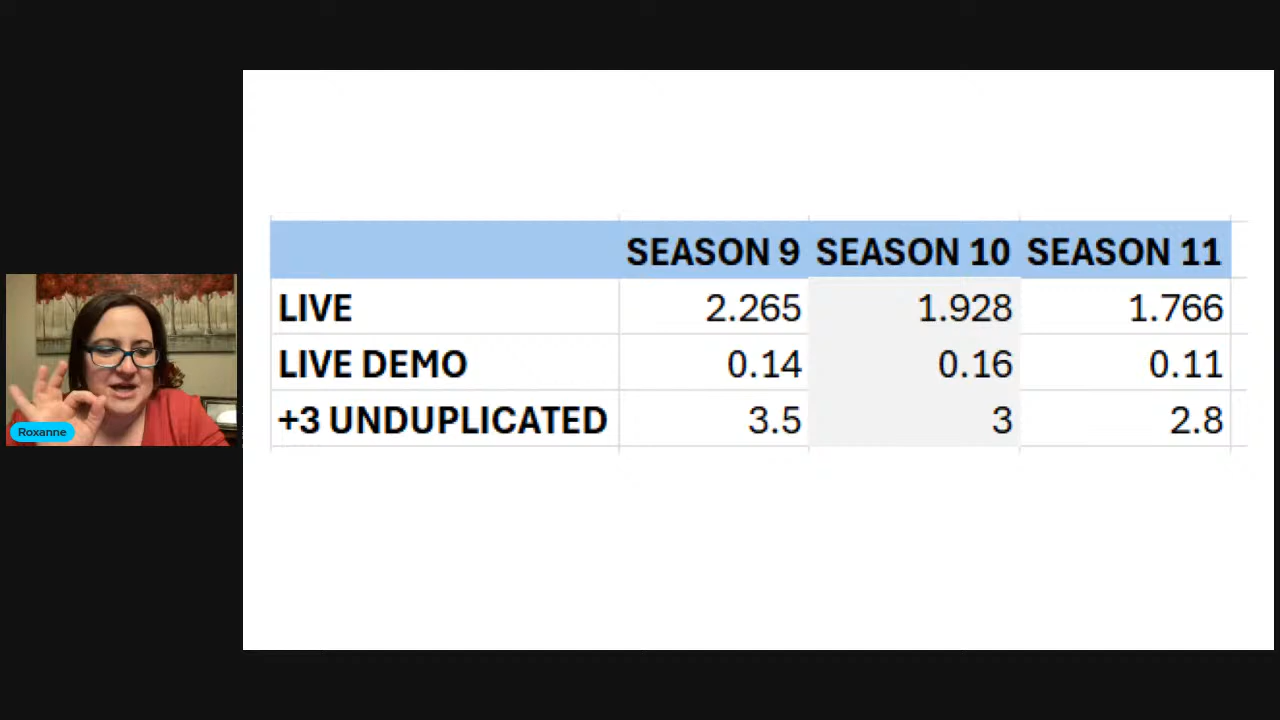 SEASON 9 SEASON 10 SEASON 11
LIVE 2.265 1.928 1.766
LIVE DEMO 0.14 0.16 0.11
+3 UNDUPLICATED 3.5 3 2.8
Roxanne